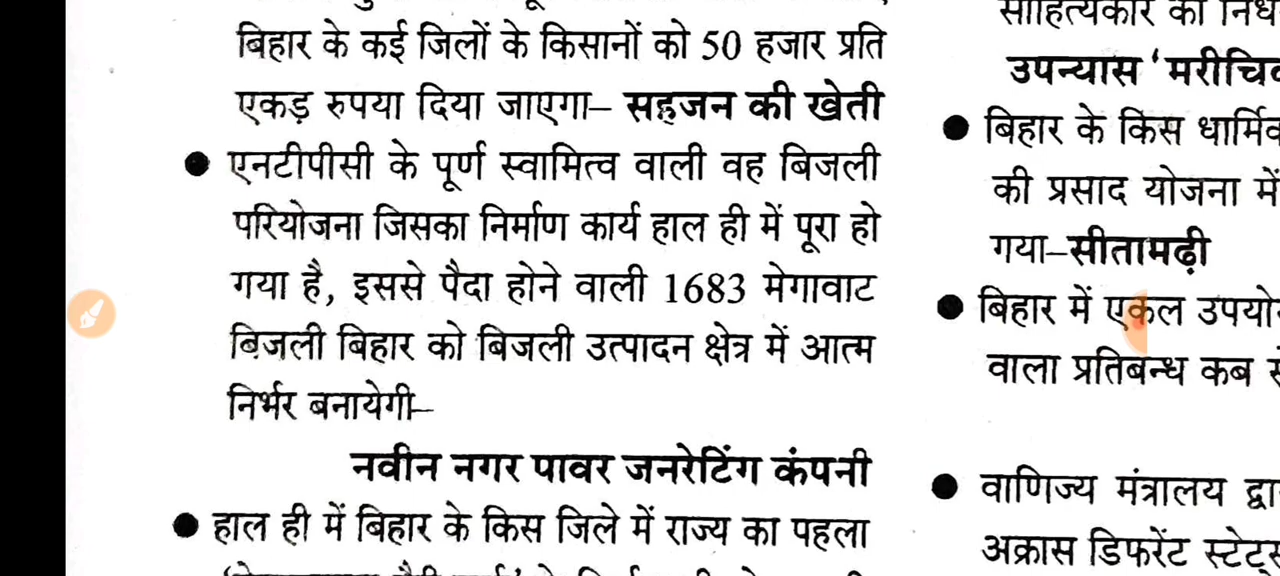 बिहार के कई जिलों के किसानों को 50 हजार प्रति
एकड़ रुपया दिया जाएगा– सहजन की खेती
● एनटीपीसी के पूर्ण स्वामित्व वाली वह बिजली
परियोजना जिसका निर्माण कार्य हाल ही में पूरा हो
गया है, इससे पैदा होने वाली 1683 मेगावाट
बिजली बिहार को बिजली उत्पादन क्षेत्र में आत्म
निर्भर बनायेगी–
नवीन नगर पावर जनरेटिंग कंपनी
● हाल ही में बिहार के किस जिले में राज्य का पहला
साहित्यकार का
उपन्यास
● बिहार के किस
की प्रसाद योजना में
गया–सीतामढ़ी
● बिहार में एकल
वाला प्रतिबन्ध कब
● वाणिज्य मंत्रालय
अक्रास डिफरेंट